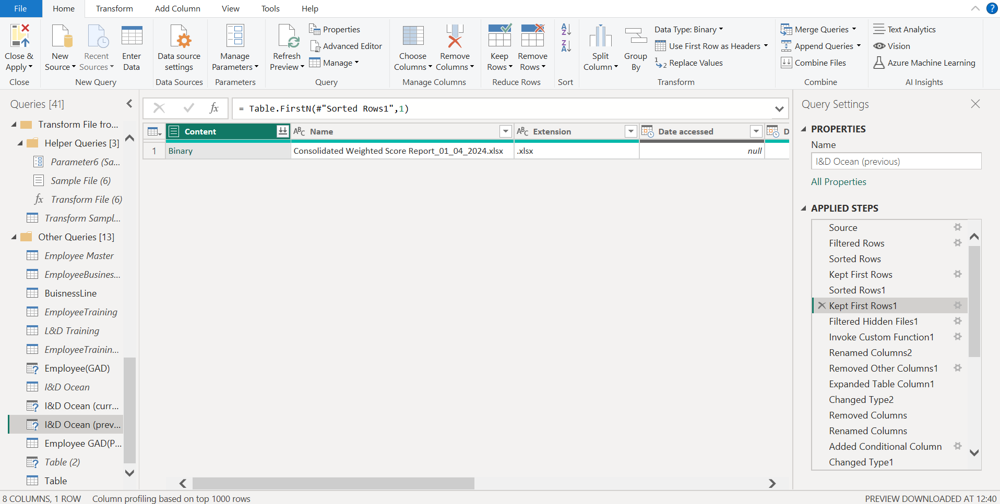 File Home Transform Add Column View Tools Help ?
Close & Apply
New Source
Recent Sources
Enter Data
Data source settings
Manage Parameters
Refresh Preview
Properties
Advanced Editor
Manage
Choose Columns
Remove Columns
Keep Rows
Remove Rows
Split Column
Group By
Data Type: Binary
Use First Row as Headers
Replace Values
Merge Queries
Append Queries
Combine Files
Text Analytics
Vision
Azure Machine Learning
Close New Query Data Sources Parameters Query Manage Columns Reduce Rows Sort Transform Combine AI Insights
Queries [41]
Transform File fro...
Helper Queries [3]
Parameter6 (Sa...
Sample File (6)
fx Transform File (6)
Transform Sampl...
Other Queries [13]
Employee Master
EmployeeBusines...
BuisnessLine
EmployeeTraining
L&D Training
EmployeeTrainin...
Employee(GAD)
I&D Ocean
I&D Ocean (curr...
I&D Ocean (prev...
Employee GAD(P...
Table (2)
Table
fx = Table.FirstN(#"Sorted Rows1",1)
Content ABC Name ABC Extension Date accessed D
1 Binary Consolidated Weighted Score Report_01_04_2024.xlsx .xlsx null
Query Settings
PROPERTIES
Name
I&D Ocean (previous)
All Properties
APPLIED STEPS
Source
Filtered Rows
Sorted Rows
Kept First Rows
Sorted Rows1
Kept First Rows1
Filtered Hidden Files1
Invoke Custom Function1
Renamed Columns2
Removed Other Columns1
Expanded Table Column1
Changed Type2
Removed Columns
Renamed Columns
Added Conditional Column
Changed Type1
8 COLUMNS, 1 ROW Column profiling based on top 1000 rows PREVIEW DOWNLOADED AT 12:40